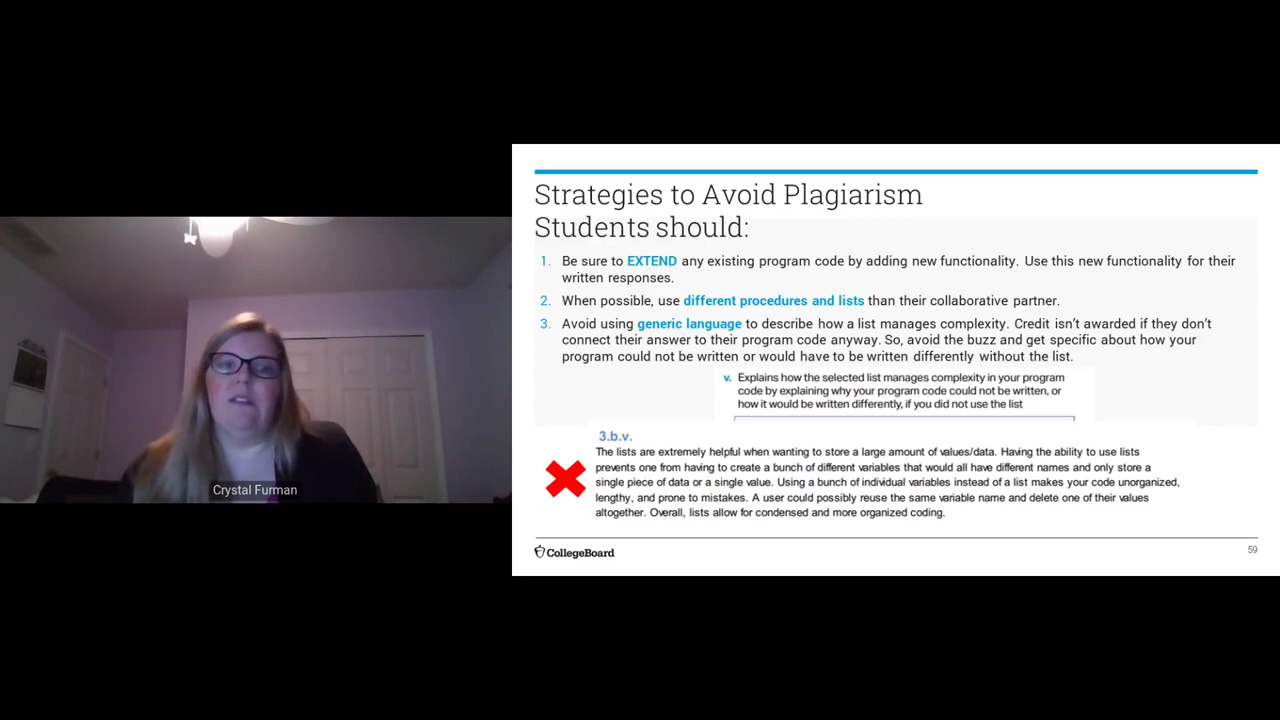 Crystal Furman
Strategies to Avoid Plagiarism
Students should:
1. Be sure to EXTEND any existing program code by adding new functionality. Use this new functionality for their
written responses.
2. When possible, use different procedures and lists than their collaborative partner.
3. Avoid using generic language to describe how a list manages complexity. Credit isn't awarded if they don't
connect their answer to their program code anyway. So, avoid the buzz and get specific about how your
program could not be written or would have to be written differently without the list.
v. Explains how the selected list manages complexity in your program
code by explaining why your program code could not be written, or
how it would be written differently, if you did not use the list
3.b.v.
The lists are extremely helpful when wanting to store a large amount of values/data. Having the ability to use lists
prevents one from having to create a bunch of different variables that would all have different names and only store a
single piece of data or a single value. Using a bunch of individual variables instead of a list makes your code unorganized,
lengthy, and prone to mistakes. A user could possibly reuse the same variable name and delete one of their values
altogether. Overall, lists allow for condensed and more organized coding.
CollegeBoard
59